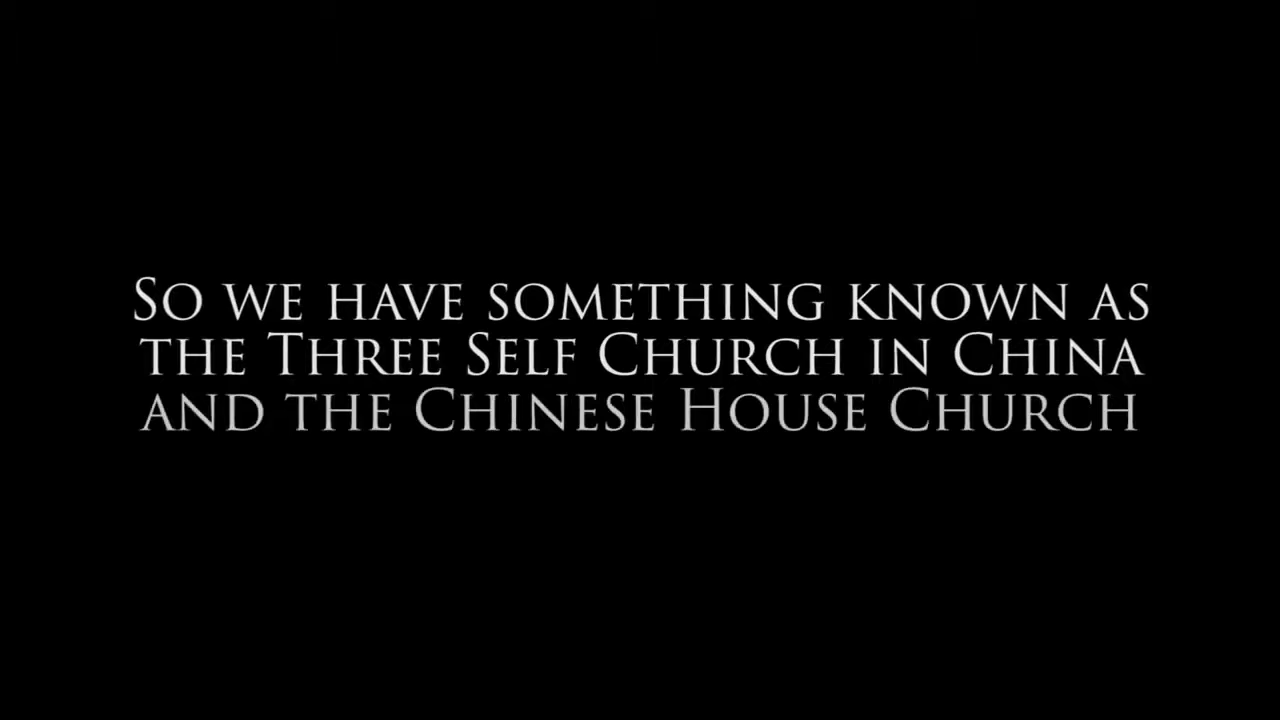 So we have something known as
the Three Self Church in China
and the Chinese House Church